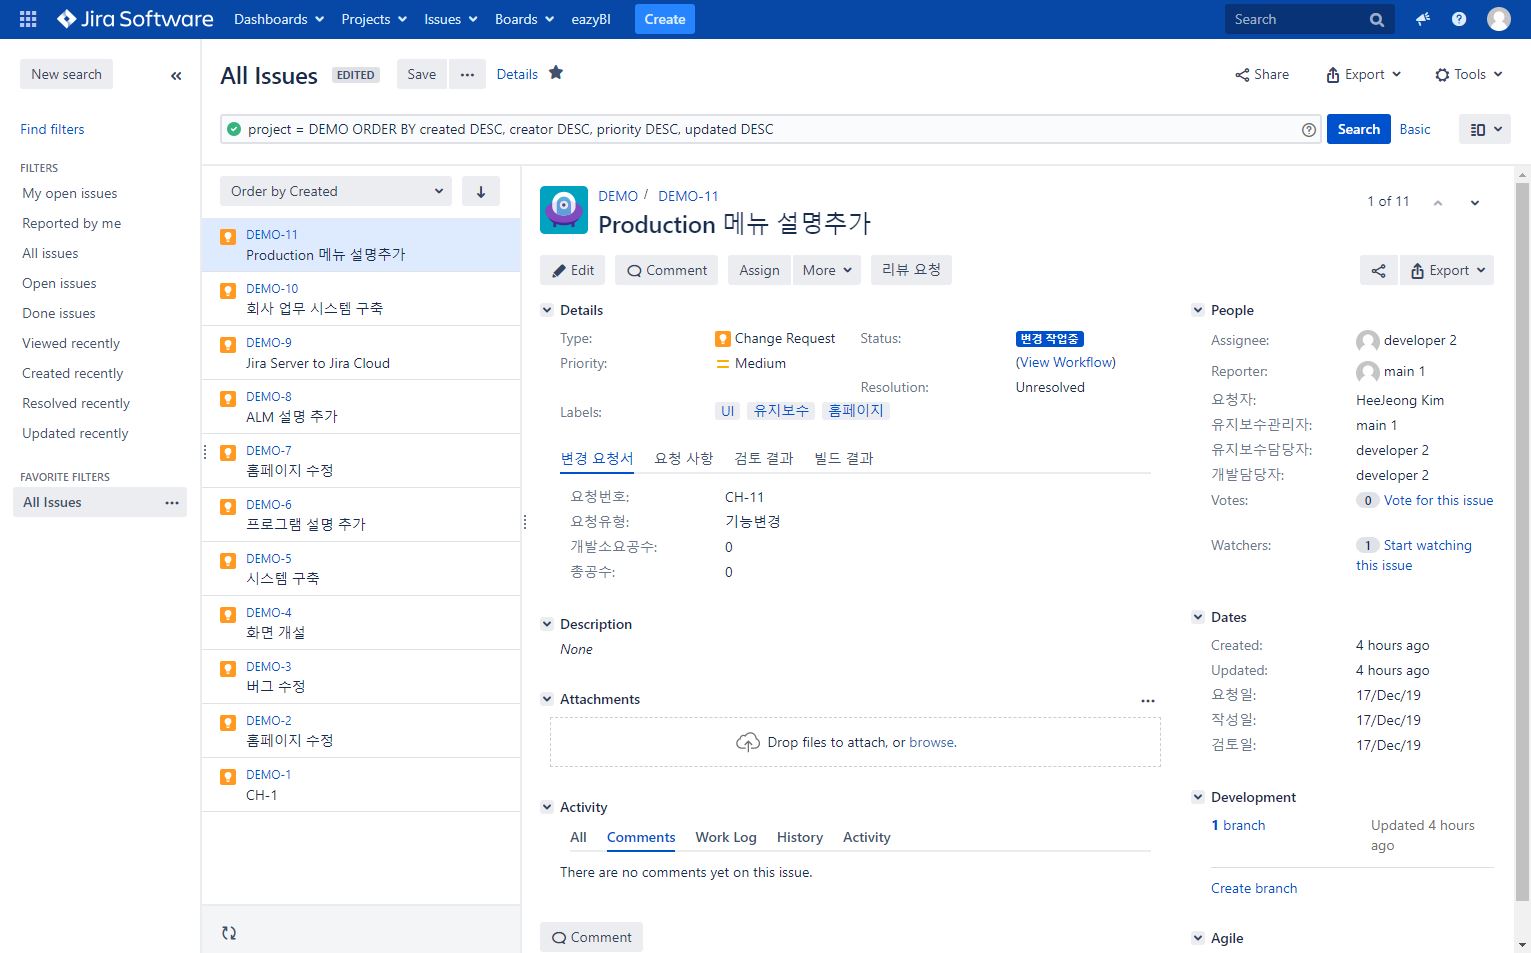 Jira Software Dashboards Projects Issues Boards eazyBI Create Search
New search
All Issues EDITED Save Details Share Export Tools
Find filters
project = DEMO ORDER BY created DESC, creator DESC, priority DESC, updated DESC Search Basic
FILTERS
My open issues
Reported by me
All issues
Open issues
Done issues
Viewed recently
Created recently
Resolved recently
Updated recently
FAVORITE FILTERS
All Issues
Order by Created
DEMO-11
Production 메뉴 설명추가
DEMO-10
회사 업무 시스템 구축
DEMO-9
Jira Server to Jira Cloud
DEMO-8
ALM 설명 추가
DEMO-7
홈페이지 수정
DEMO-6
프로그램 설명 추가
DEMO-5
시스템 구축
DEMO-4
화면 개설
DEMO-3
버그 수정
DEMO-2
홈페이지 수정
DEMO-1
CH-1
DEMO / DEMO-11
1 of 11
Production 메뉴 설명추가
Edit Comment Assign More 리뷰 요청 Export
Details
Type: Change Request Status: 변경 작업중
Priority: Medium (View Workflow)
Resolution: Unresolved
Labels: UI 유지보수 홈페이지
변경 요청서 요청 사항 검토 결과 빌드 결과
요청번호: CH-11
요청유형: 기능변경
개발소요공수: 0
총공수: 0
Description
None
Attachments
Drop files to attach, or browse.
Activity
All Comments Work Log History Activity
There are no comments yet on this issue.
Comment
People
Assignee: developer 2
Reporter: main 1
요청자: HeeJeong Kim
유지보수관리자: main 1
유지보수담당자: developer 2
개발담당자: developer 2
Votes: 0 Vote for this issue
Watchers: 1 Start watching
this issue
Dates
Created: 4 hours ago
Updated: 4 hours ago
요청일: 17/Dec/19
작성일: 17/Dec/19
검토일: 17/Dec/19
Development
1 branch Updated 4 hours
ago
Create branch
Agile